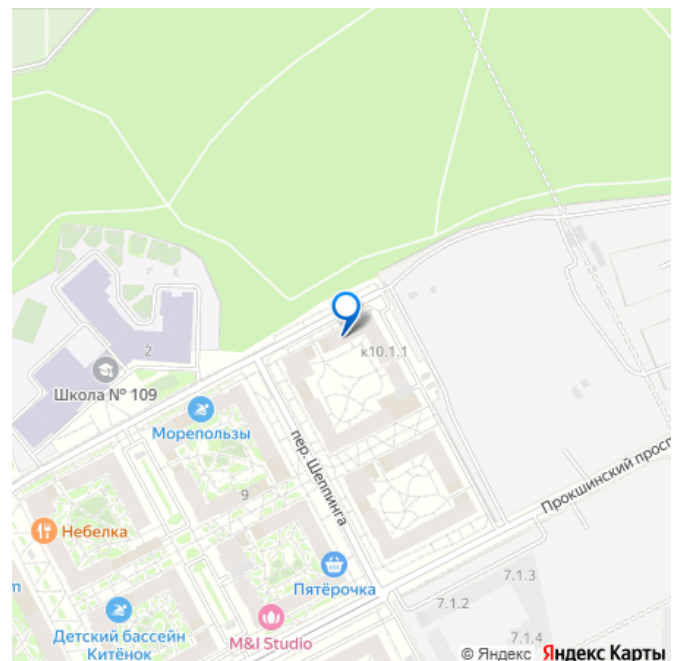 к10.1.1
2
Школа № 109
Морепользы
пер. Шеппинга
9
Прокшинский просп
Небелка
m
Пятёрочка
7.1.3
7.1.2
7.1.4
Детский бассейн
Китёнок
M&I Studio
© Яндекс Яндекс Карты